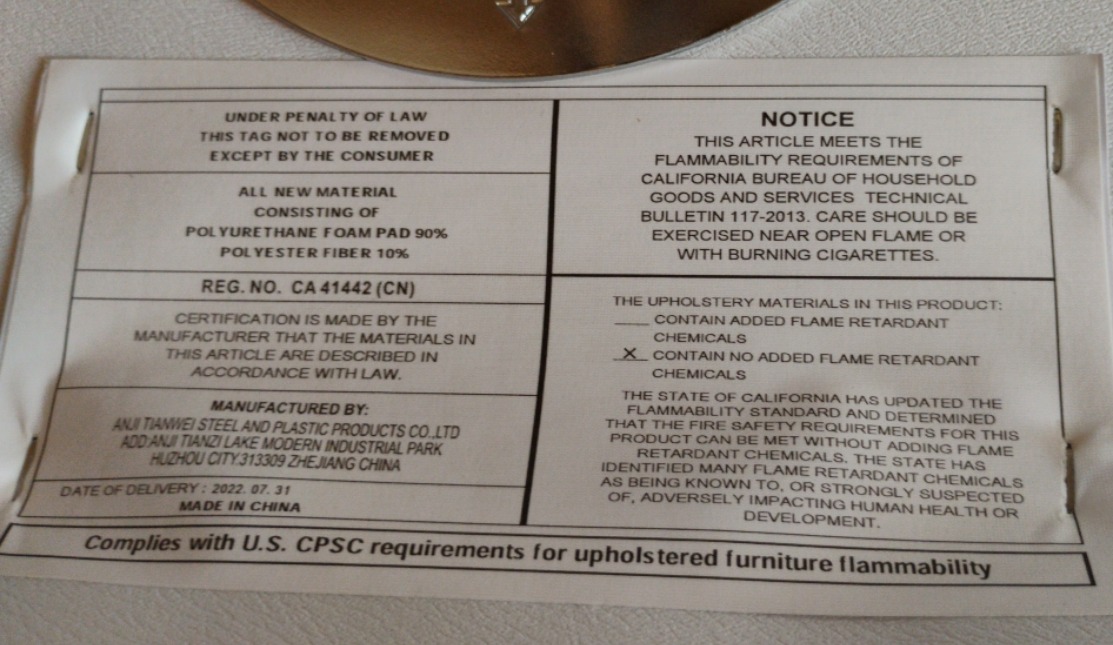 UNDER PENALTY OF LAW
THIS TAG NOT TO BE REMOVED
EXCEPT BY THE CONSUMER
ALL NEW MATERIAL
CONSISTING OF
POLYURETHANE FOAM PAD 90%
POLYESTER FIBER 10%
REG. NO. CA 41442 (CN)
CERTIFICATION IS MADE BY THE
MANUFACTURER THAT THE MATERIALS IN
THIS ARTICLE ARE DESCRIBED IN
ACCORDANCE WITH LAW.
MANUFACTURED BY:
ANJI TIANWEI STEEL AND PLASTIC PRODUCTS CO.,LTD
ADD:ANJI TIANZI LAKE MODERN INDUSTRIAL PARK
HUZHOU CITY.313309 ZHEJIANG CHINA
DATE OF DELIVERY : 2022. 07. 31
MADE IN CHINA
NOTICE
THIS ARTICLE MEETS THE
FLAMMABILITY REQUIREMENTS OF
CALIFORNIA BUREAU OF HOUSEHOLD
GOODS AND SERVICES TECHNICAL
BULLETIN 117-2013. CARE SHOULD BE
EXERCISED NEAR OPEN FLAME OR
WITH BURNING CIGARETTES.
THE UPHOLSTERY MATERIALS IN THIS PRODUCT:
___ CONTAIN ADDED FLAME RETARDANT
CHEMICALS
_X_ CONTAIN NO ADDED FLAME RETARDANT
CHEMICALS
THE STATE OF CALIFORNIA HAS UPDATED THE
FLAMMABILITY STANDARD AND DETERMINED
THAT THE FIRE SAFETY REQUIREMENTS FOR THIS
PRODUCT CAN BE MET WITHOUT ADDING FLAME
RETARDANT CHEMICALS. THE STATE HAS
IDENTIFIED MANY FLAME RETARDANT CHEMICALS
AS BEING KNOWN TO, OR STRONGLY SUSPECTED
OF, ADVERSELY IMPACTING HUMAN HEALTH OR
DEVELOPMENT.
Complies with U.S. CPSC requirements for upholstered furniture flammability